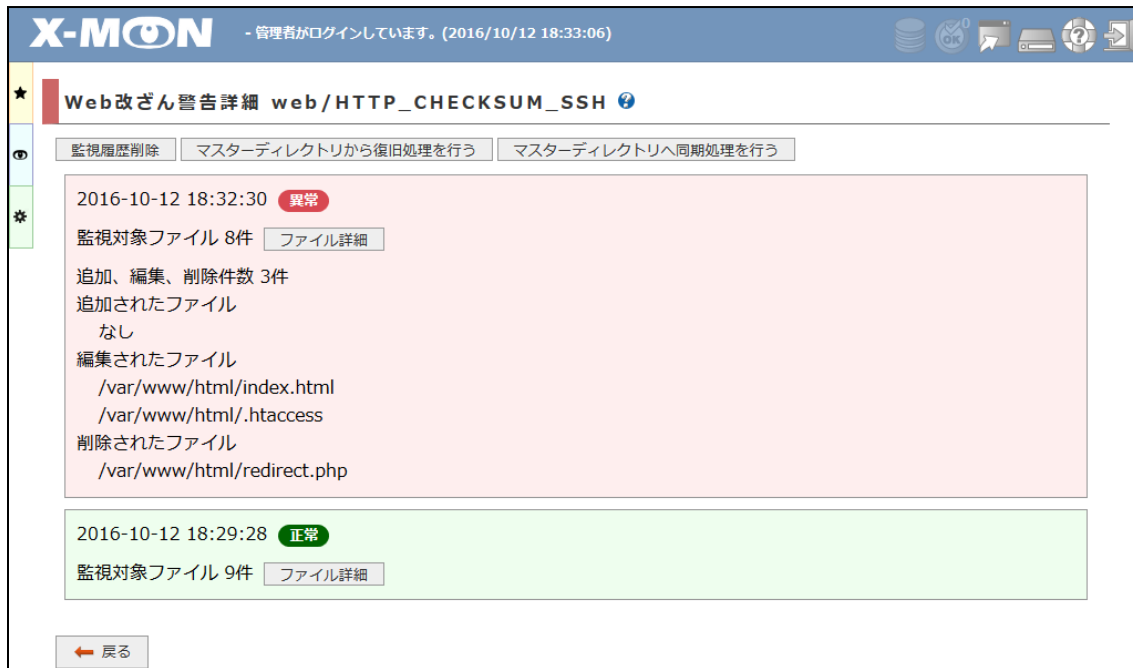 X-MON - 管理者がログインしています。(2016/10/12 18:33:06)
Web改ざん警告詳細 web/HTTP_CHECKSUM_SSH
監視履歴削除 マスターディレクトリから復旧処理を行う マスターディレクトリへ同期処理を行う
2016-10-12 18:32:30 異常
監視対象ファイル 8件 ファイル詳細
追加、編集、削除件数 3件
追加されたファイル
なし
編集されたファイル
/var/www/html/index.html
/var/www/html/.htaccess
削除されたファイル
/var/www/html/redirect.php
2016-10-12 18:29:28 正常
監視対象ファイル 9件 ファイル詳細
戻る